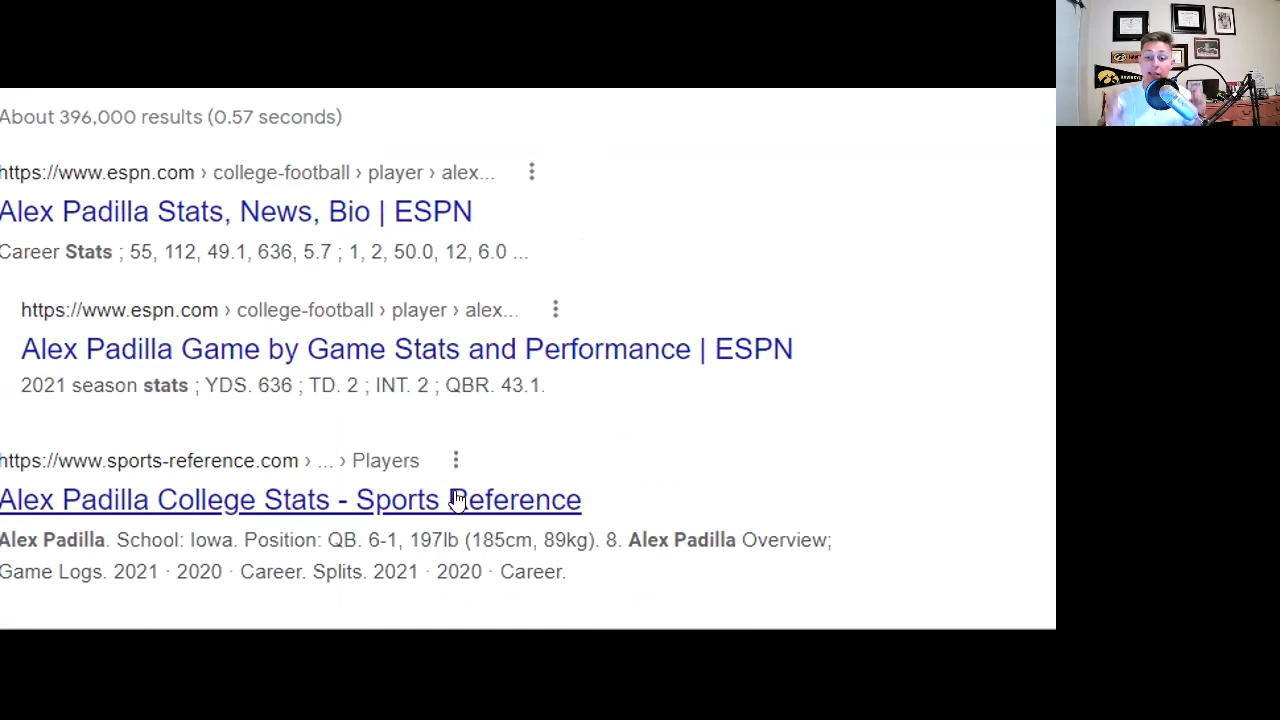 About 396,000 results (0.57 seconds)
https://www.espn.com › college-football › player › alex...
Alex Padilla Stats, News, Bio | ESPN
Career Stats ; 55, 112, 49.1, 636, 5.7 ; 1, 2, 50.0, 12, 6.0 ...
https://www.espn.com › college-football › player › alex...
Alex Padilla Game by Game Stats and Performance | ESPN
2021 season stats ; YDS. 636 ; TD. 2 ; INT. 2 ; QBR. 43.1.
https://www.sports-reference.com › ... › Players
Alex Padilla College Stats - Sports Reference
Alex Padilla. School: Iowa. Position: QB. 6-1, 197lb (185cm, 89kg). 8. Alex Padilla Overview;
Game Logs. 2021 · 2020 · Career. Splits. 2021 · 2020 · Career.